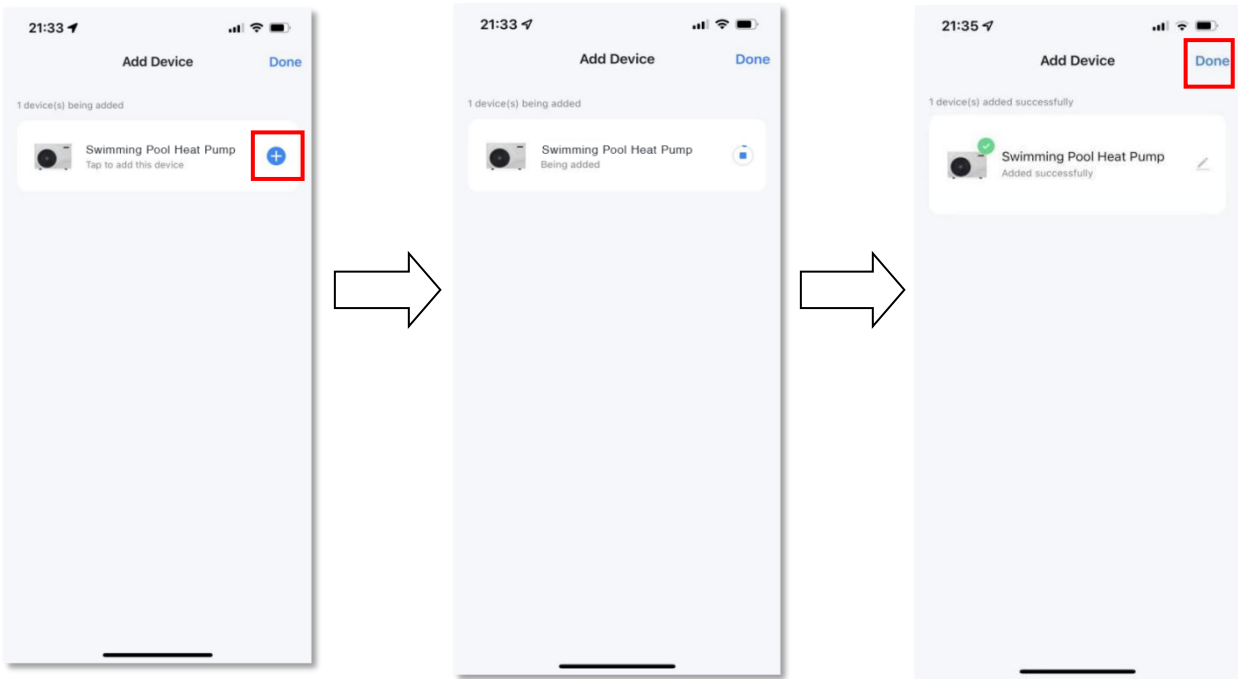 21:33
Add Device
Done
1 device(s) being added
Swimming Pool Heat Pump
Tap to add this device
21:33
Add Device
Done
1 device(s) being added
Swimming Pool Heat Pump
Being added
21:35
Add Device
Done
1 device(s) added successfully
Swimming Pool Heat Pump
Added successfully